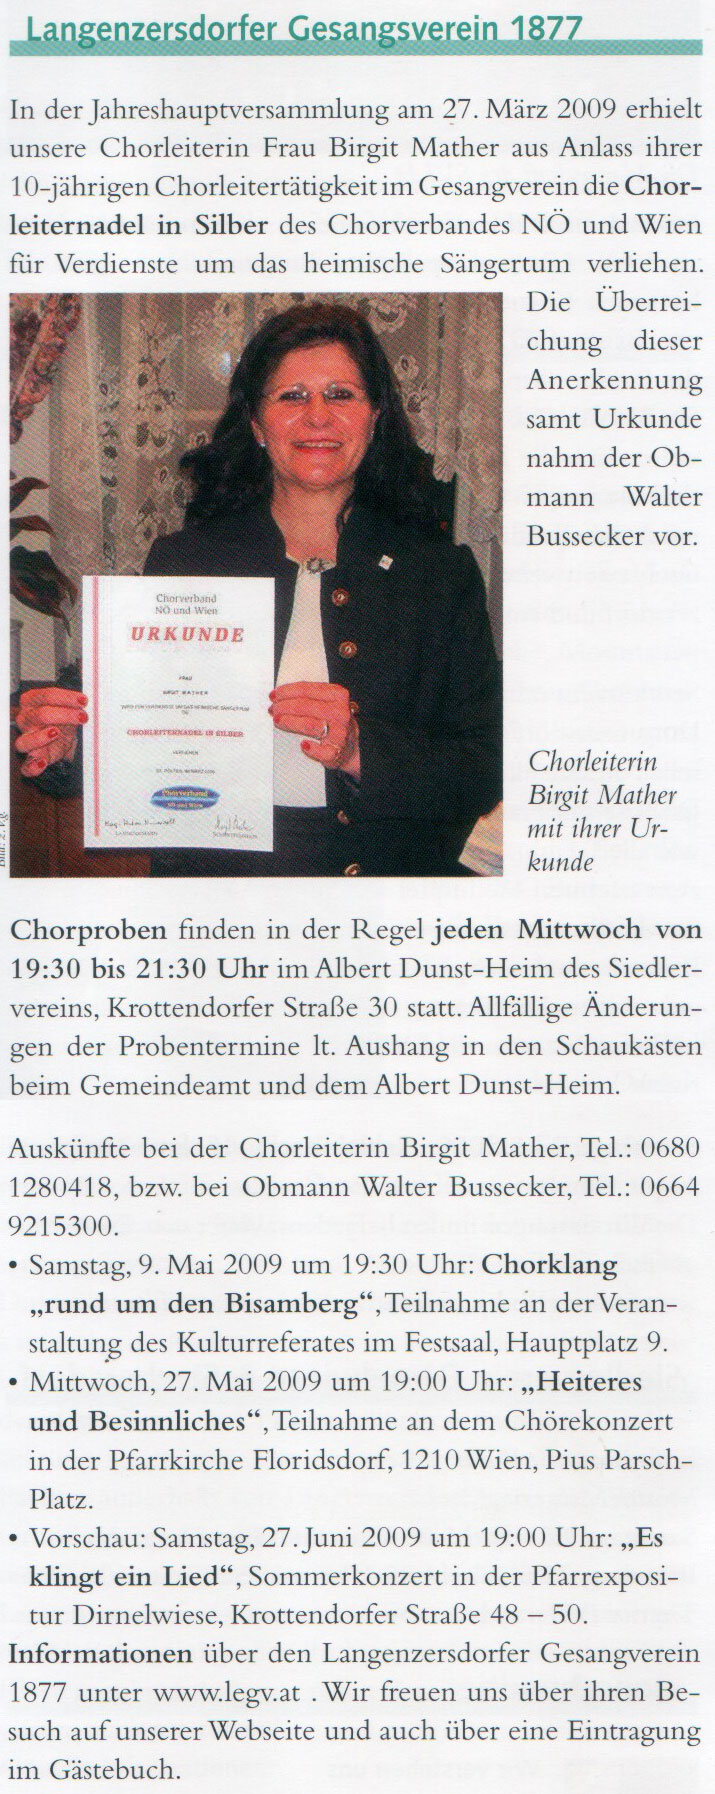 Langenzersdorfer Gesangsverein 1877
In der Jahreshauptversammlung am 27. März 2009 erhielt
unsere Chorleiterin Frau Birgit Mather aus Anlass ihrer
10-jährigen Chorleitertätigkeit im Gesangverein die Chor-
leiternadel in Silber des Chorverbandes NÖ und Wien
für Verdienste um das heimische Sängertum verliehen.
Die Überrei-
chung dieser
Anerkennung
samt Urkunde
nahm der Ob-
mann Walter
Bussecker vor.
Chorverband
NÖ und Wien
URKUNDE
FRAU
BIRGIT MATHER
CHORLEITERNADEL IN SILBER
VERLIEHEN
Chorverband
NÖ und Wien
Bild: z. V. g.
Chorleiterin
Birgit Mather
mit ihrer Ur-
kunde
Chorproben finden in der Regel jeden Mittwoch von
19:30 bis 21:30 Uhr im Albert Dunst-Heim des Siedler-
vereins, Krottendorfer Straße 30 statt. Allfällige Änderun-
gen der Probentermine lt. Aushang in den Schaukästen
beim Gemeindeamt und dem Albert Dunst-Heim.
Auskünfte bei der Chorleiterin Birgit Mather, Tel.: 0680
1280418, bzw. bei Obmann Walter Bussecker, Tel.: 0664
9215300.
• Samstag, 9. Mai 2009 um 19:30 Uhr: Chorklang
„rund um den Bisamberg“, Teilnahme an der Veran-
staltung des Kulturreferates im Festsaal, Hauptplatz 9.
• Mittwoch, 27. Mai 2009 um 19:00 Uhr: „Heiteres
und Besinnliches“, Teilnahme an dem Chörekonzert
in der Pfarrkirche Floridsdorf, 1210 Wien, Pius Parsch-
Platz.
• Vorschau: Samstag, 27. Juni 2009 um 19:00 Uhr: „Es
klingt ein Lied“, Sommerkonzert in der Pfarrexposi-
tur Dirnelwiese, Krottendorfer Straße 48 – 50.
Informationen über den Langenzersdorfer Gesangverein
1877 unter www.legv.at . Wir freuen uns über ihren Be-
such auf unserer Webseite und auch über eine Eintragung
im Gästebuch.